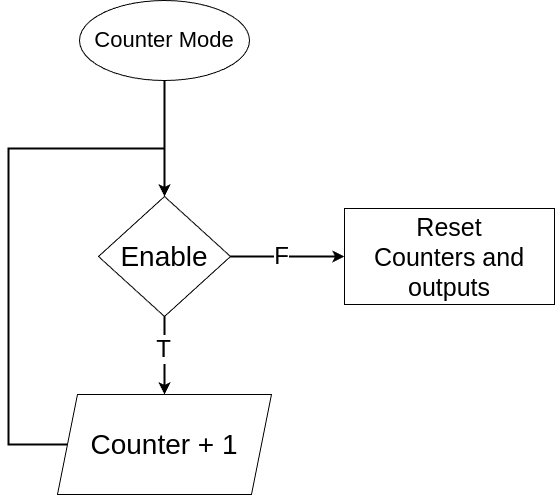 Counter Mode
Enable
F
Reset
Counters and
outputs
T
Counter + 1